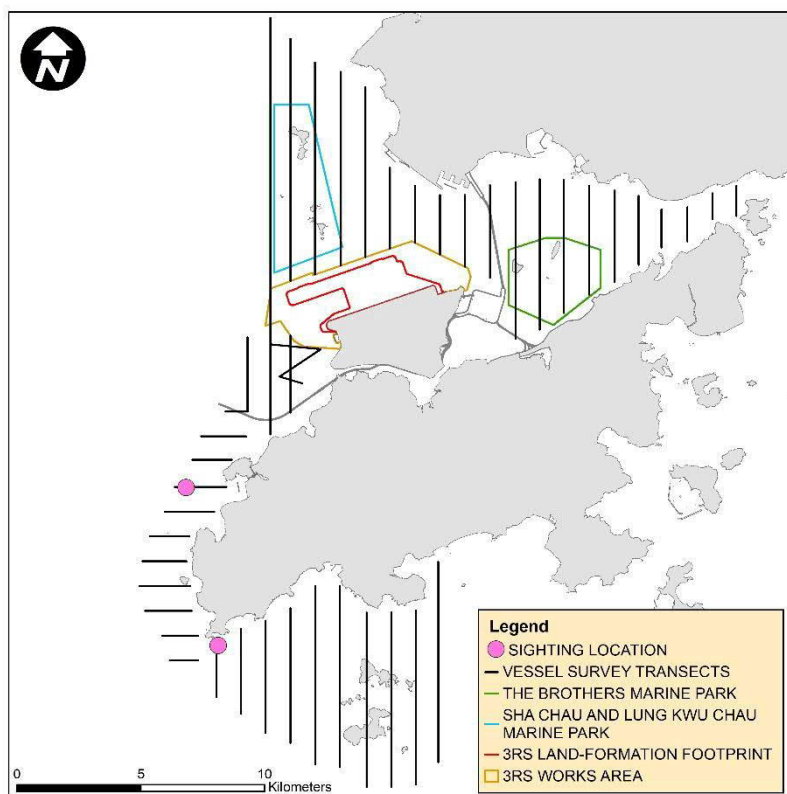 N
Legend
SIGHTING LOCATION
VESSEL SURVEY TRANSECTS
THE BROTHERS MARINE PARK
SHA CHAU AND LUNG KWU CHAU
MARINE PARK
3RS LAND-FORMATION FOOTPRINT
3RS WORKS AREA
0 5 10
Kilometers